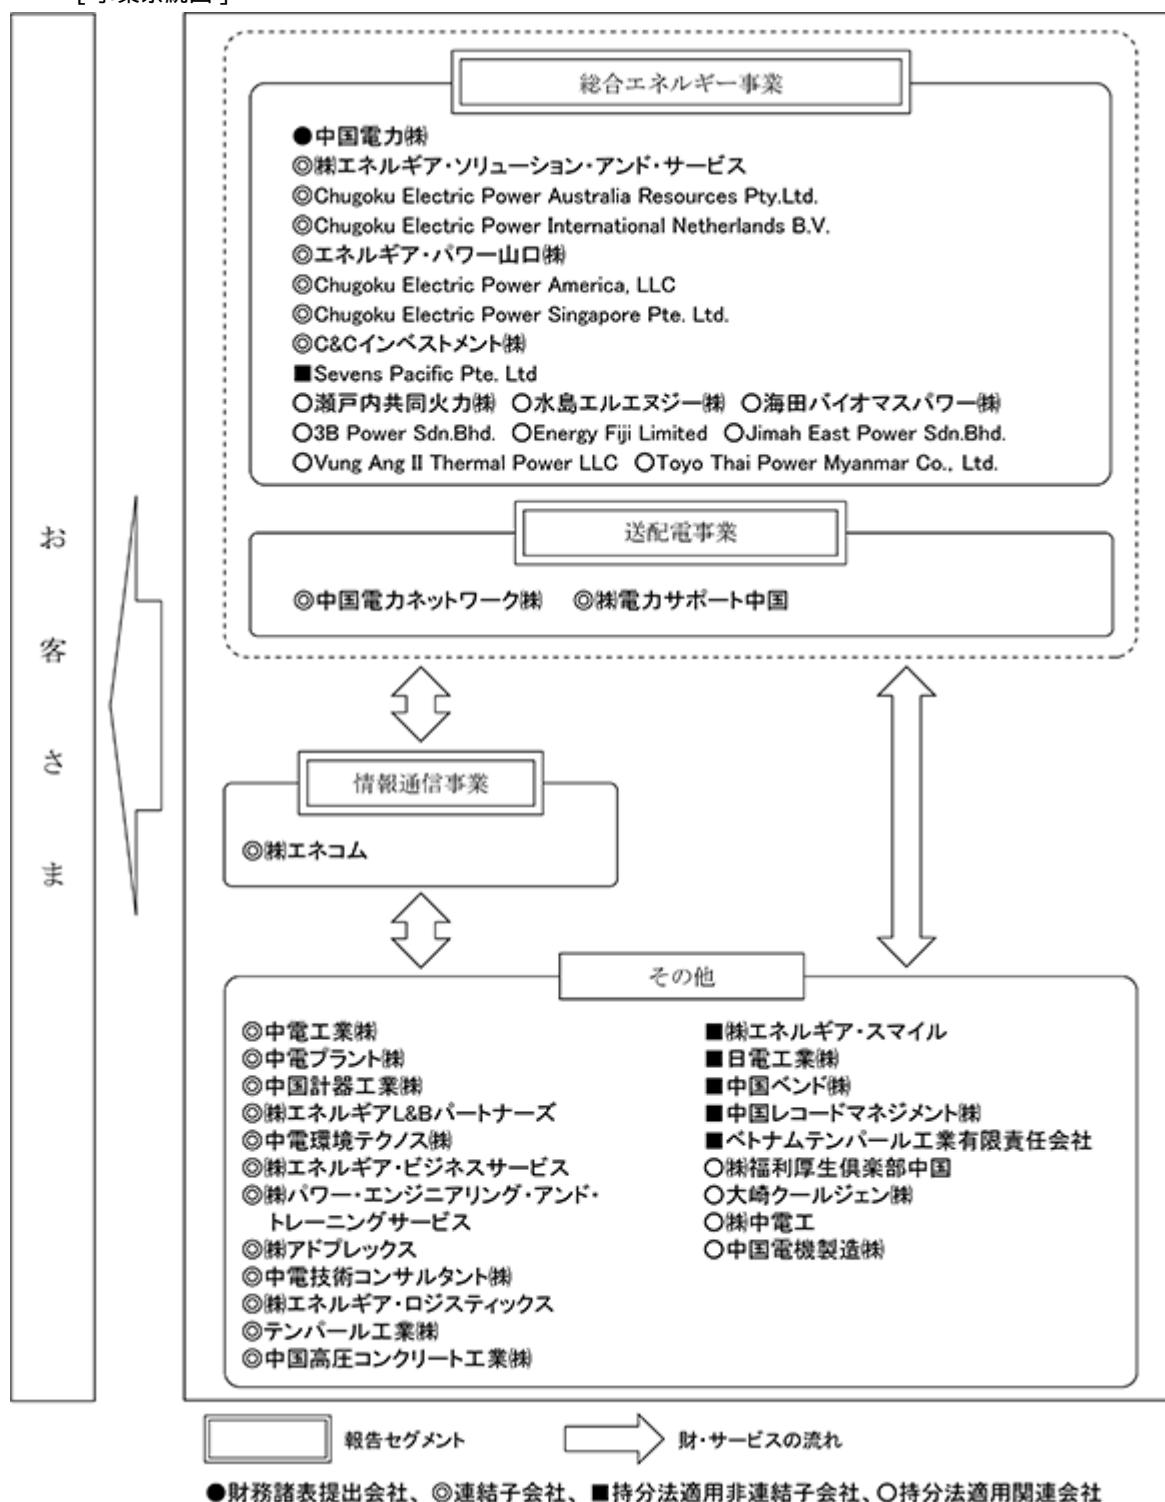 [事業系統図]
総合エネルギー事業
●中国電力㈱
◎㈱エネルギア・ソリューション・アンド・サービス
◎Chugoku Electric Power Australia Resources Pty.Ltd.
◎Chugoku Electric Power International Netherlands B.V.
◎エネルギア・パワー山口㈱
◎Chugoku Electric Power America, LLC
◎Chugoku Electric Power Singapore Pte. Ltd.
◎C&Cインベストメント㈱
■Sevens Pacific Pte. Ltd
○瀬戸内共同火力㈱ ○水島エルエヌジー㈱ ○海田バイオマスパワー㈱
○3B Power Sdn.Bhd. ○Energy Fiji Limited ○Jimah East Power Sdn.Bhd.
○Vung Ang Ⅱ Thermal Power LLC ○Toyo Thai Power Myanmar Co., Ltd.
送配電事業
◎中国電力ネットワーク㈱ ◎㈱電力サポート中国
お客さま
情報通信事業
◎㈱エネコム
その他
◎中電工業㈱
◎中電プラント㈱
◎中国計器工業㈱
◎㈱エネルギアL&Bパートナーズ
◎中電環境テクノス㈱
◎㈱エネルギア・ビジネスサービス
◎㈱パワー・エンジニアリング・アンド・
トレーニングサービス
◎㈱アドプレックス
◎中電技術コンサルタント㈱
◎㈱エネルギア・ロジスティックス
◎テンパール工業㈱
◎中国高圧コンクリート工業㈱
■㈱エネルギア・スマイル
■日電工業㈱
■中国ベンド㈱
■中国レコードマネジメント㈱
■ベトナムテンパール工業有限責任会社
○㈱福利厚生倶楽部中国
○大崎クールジェン㈱
○㈱中電工
○中国電機製造㈱
報告セグメント 財・サービスの流れ
●財務諸表提出会社、◎連結子会社、■持分法適用非連結子会社、○持分法適用関連会社